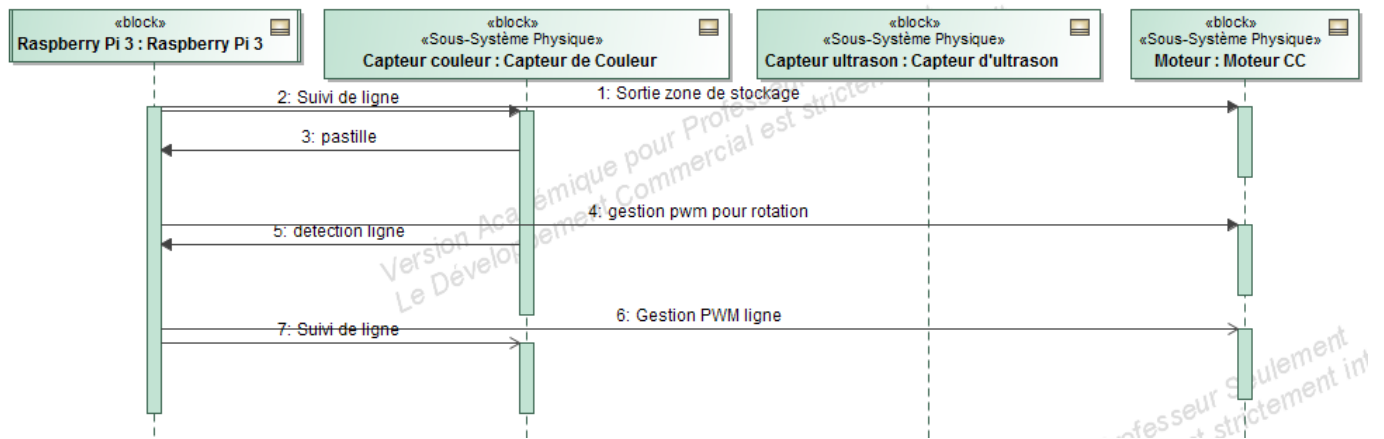 «block»
Raspberry Pi 3 : Raspberry Pi 3
«block»
«Sous-Système Physique»
Capteur couleur : Capteur de Couleur
«block»
«Sous-Système Physique»
Capteur ultrason : Capteur d'ultrason
«block»
«Sous-Système Physique»
Moteur : Moteur CC
2: Suivi de ligne
1: Sortie zone de stockage
3: pastille
4: gestion pwm pour rotation
5: detection ligne
6: Gestion PWM ligne
7: Suivi de ligne
Version Académique pour Professeur
Le Développement Commercial est strictement
Professeur Seulement
est strictement